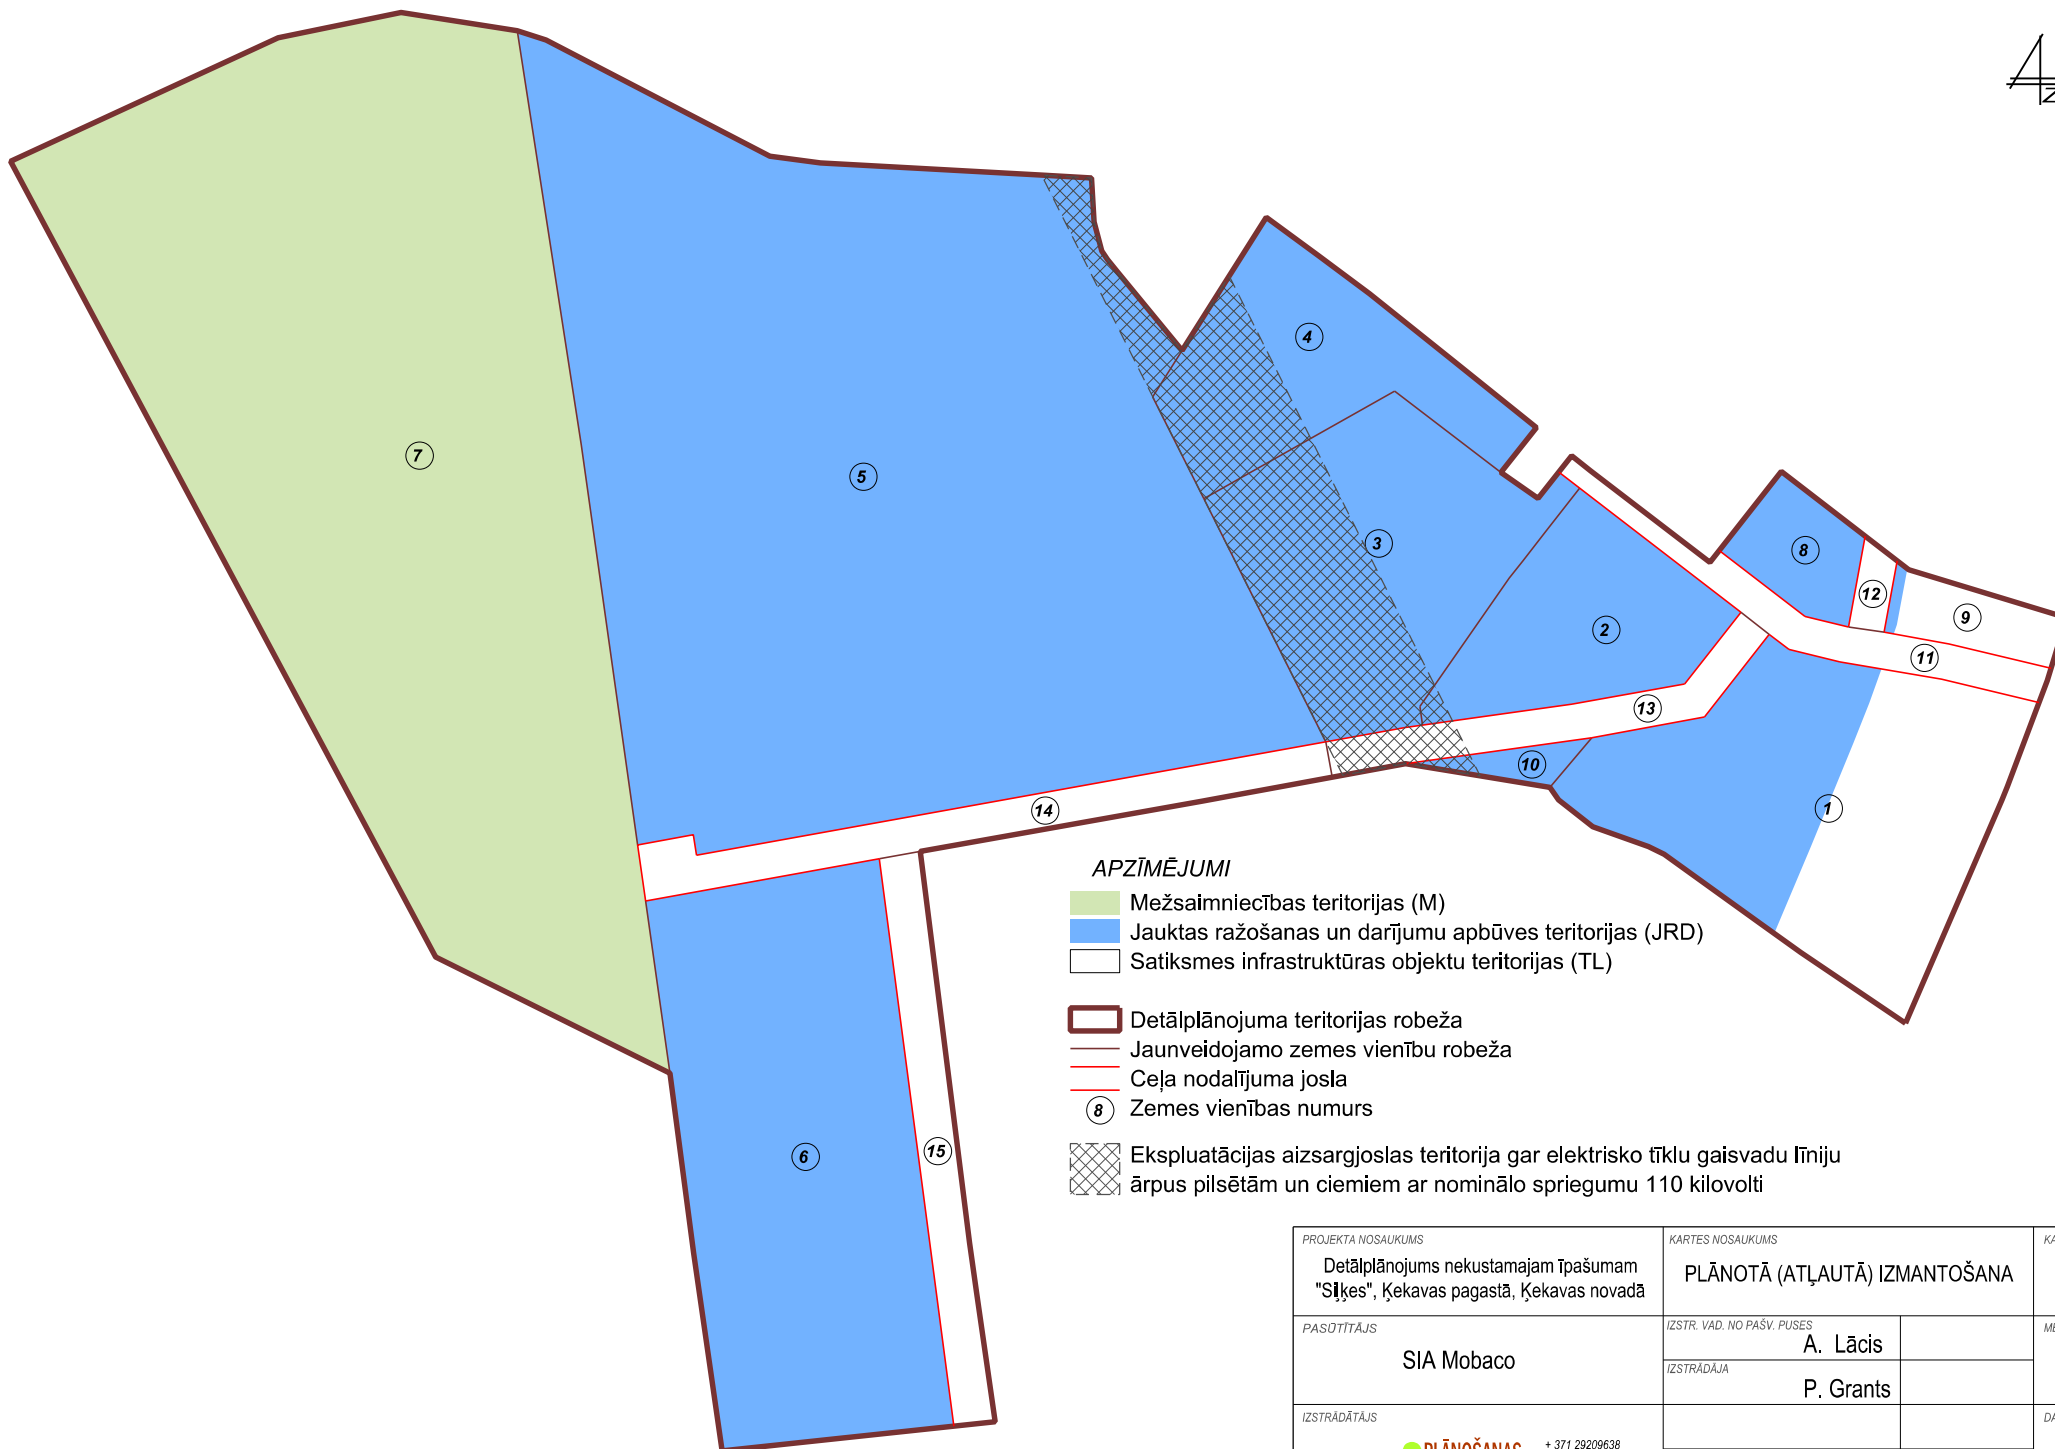 Z
7
5
4
3
2
8
12
9
11
13
10
1
14
6
15
APZĪMĒJUMI
Mežsaimniecības teritorijas (M)
Jauktas ražošanas un darījumu apbūves teritorijas (JRD)
Satiksmes infrastruktūras objektu teritorijas (TL)
Detālplānojuma teritorijas robeža
Jaunveidojamo zemes vienību robeža
Ceļa nodalījuma josla
8 Zemes vienības numurs
Ekspluatācijas aizsargjoslas teritorija gar elektrisko tīklu gaisvadu līniju
ārpus pilsētām un ciemiem ar nominālo spriegumu 110 kilovolti
PROJEKTA NOSAUKUMS
Detālplānojums nekustamajam īpašumam
"Siļķes", Ķekavas pagastā, Ķekavas novadā
KARTES NOSAUKUMS
PLĀNOTĀ (ATĻAUTĀ) IZMANTOŠANA
PASŪTĪTĀJS
SIA Mobaco
IZSTR. VAD. NO PAŠV. PUSES
A. Lācis
IZSTRĀDĀJA
P. Grants
IZSTRĀDĀTĀJS
PLĀNOŠANAS
+ 371 29209638